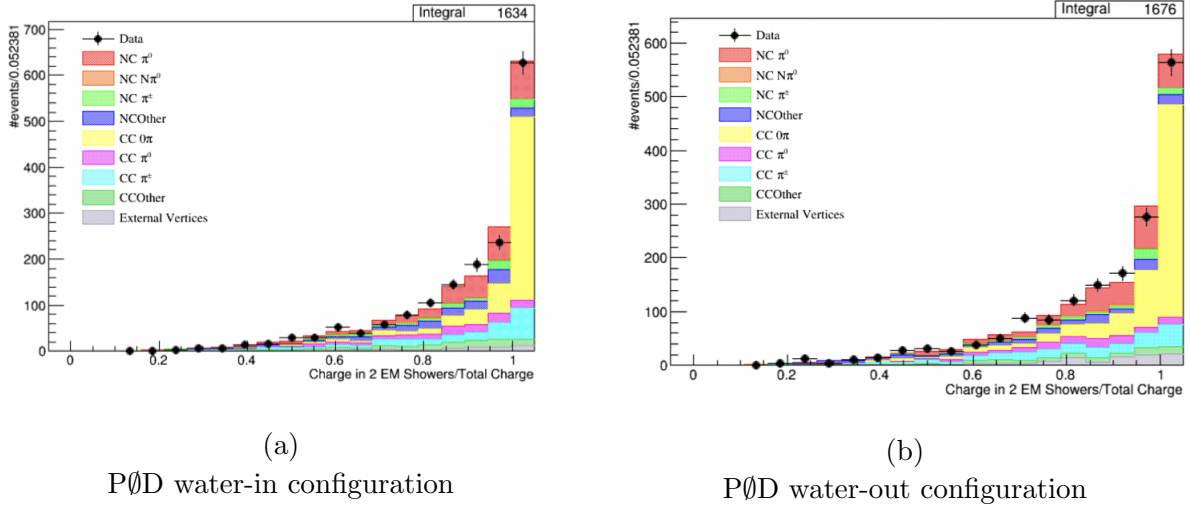 Integral 1634
#events/0.052381
700
600
500
400
300
200
100
0
Data
NC π⁰
NC Nπ⁰
NC π±
NCOther
CC 0π
CC π⁰
CC π±
CCOther
External Vertices
0 0.2 0.4 0.6 0.8 1
Charge in 2 EM Showers/Total Charge
(a)
P∅D water-in configuration
Integral 1676
#events/0.052381
600
500
400
300
200
100
0
Data
NC π⁰
NC Nπ⁰
NC π±
NCOther
CC 0π
CC π⁰
CC π±
CCOther
External Vertices
0 0.2 0.4 0.6 0.8 1
Charge in 2 EM Showers/Total Charge
(b)
P∅D water-out configuration